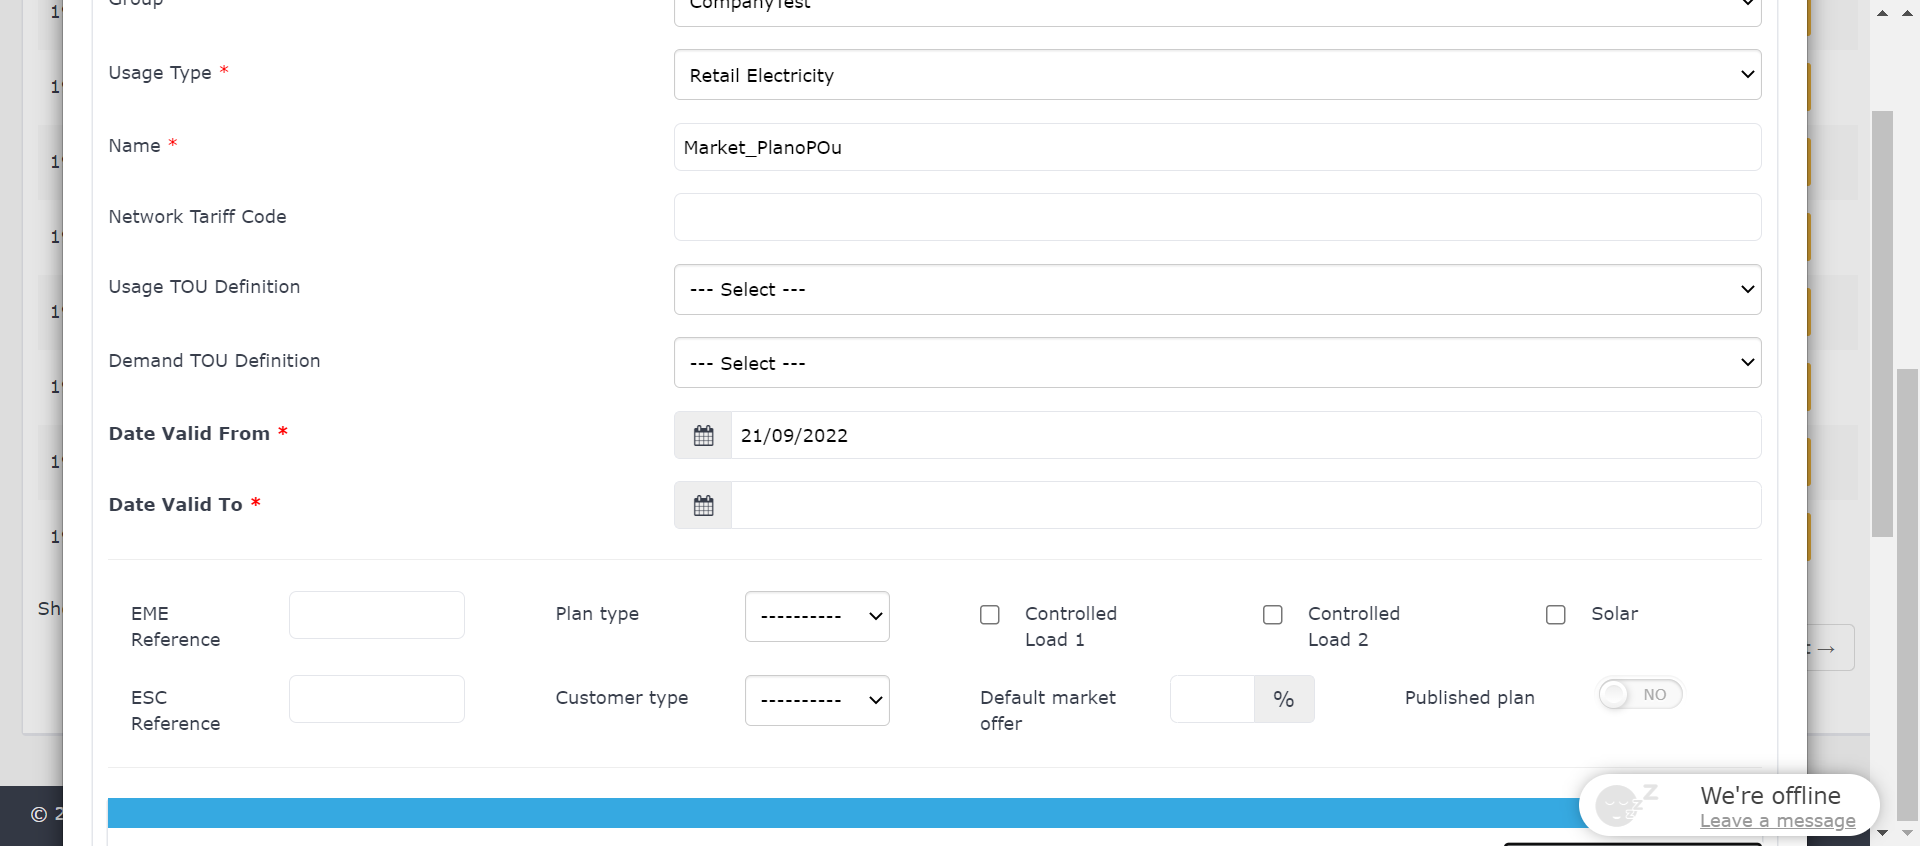 Group
CompanyTest
Usage Type *
Retail Electricity
Name *
Market_PlanoPOu
Network Tariff Code
Usage TOU Definition
--- Select ---
Demand TOU Definition
--- Select ---
Date Valid From *
21/09/2022
Date Valid To *
EME
Reference
Plan type
----------
Controlled
Load 1
Controlled
Load 2
Solar
ESC
Reference
Customer type
----------
Default market
offer
%
Published plan
NO
→
We're offline
Leave a message
©